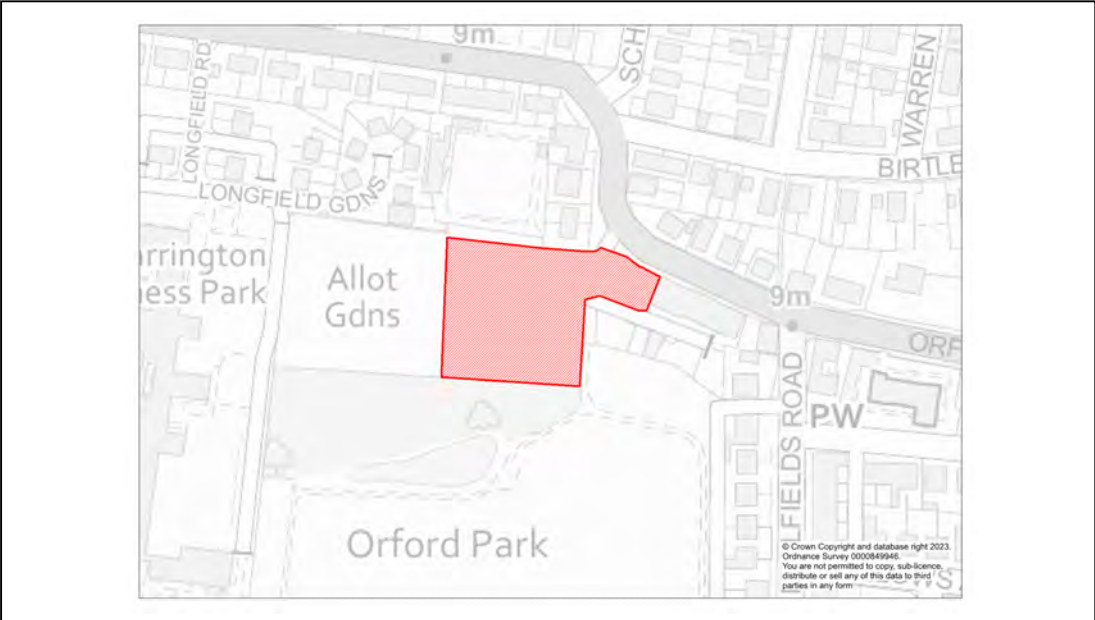 9m
SCH
WARREN
LONGFIELD RD
BIRTLE
LONGFIELD GDNS
arrington
ness Park
Allot
Gdns
9m
ORF
LFIELDS ROAD
PW
Orford Park
© Crown Copyright and database right 2023.
Ordnance Survey 0000849946.
You are not permitted to copy, sub-licence,
distribute or sell any of this data to third
parties in any form